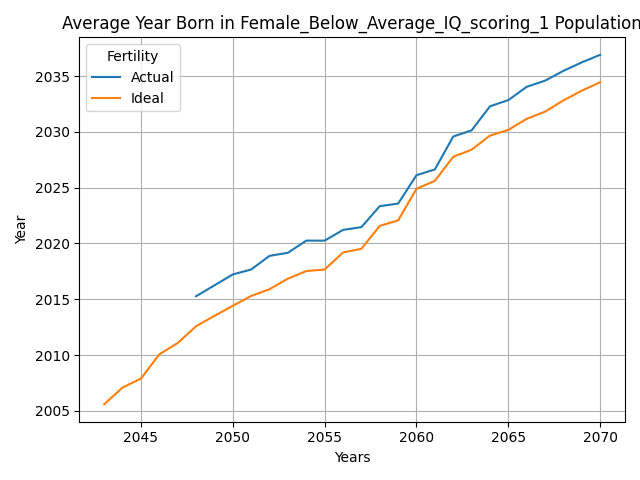 Average Year Born in Female_Below_Average_IQ_scoring_1 Population
Fertility
Actual
Ideal
Year
2035
2030
2025
2020
2015
2010
2005
2045
2050
2055
2060
2065
2070
Years